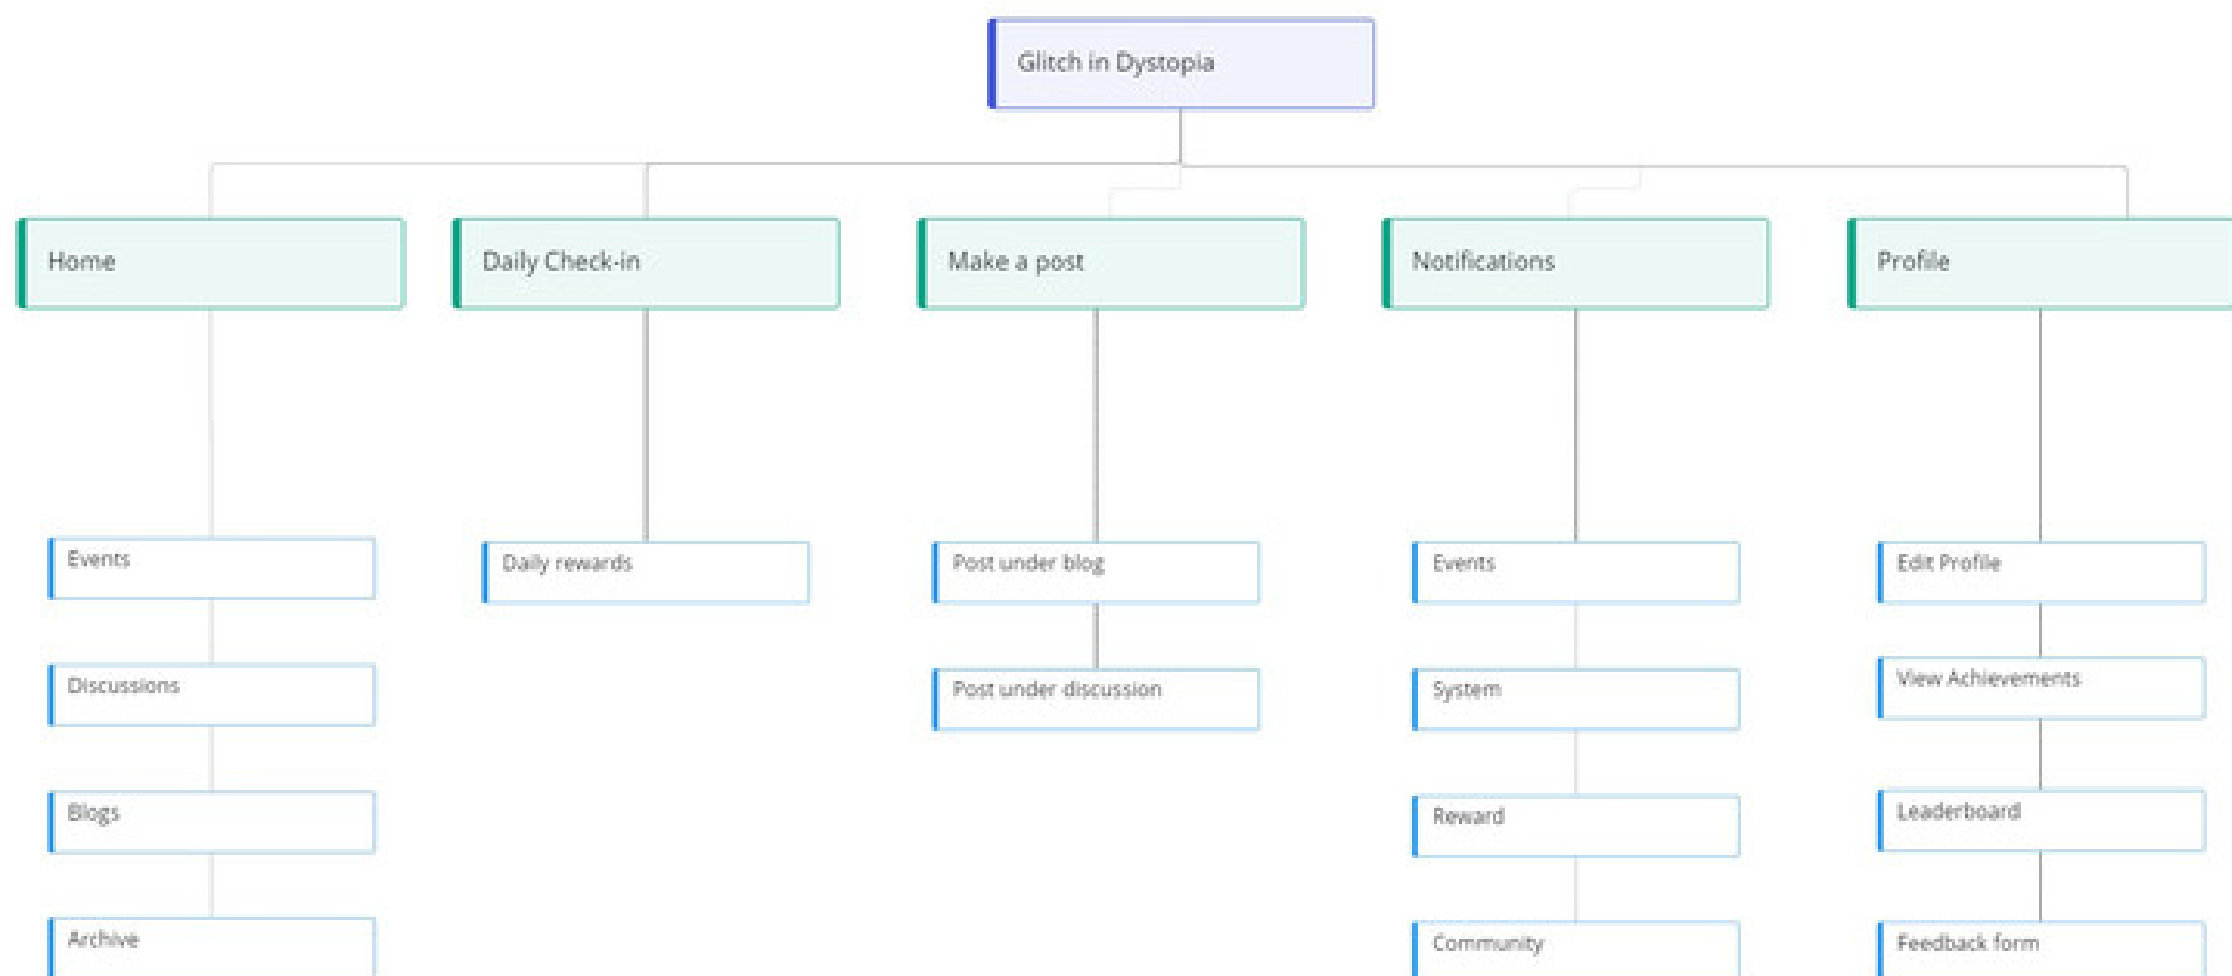 Glitch in Dystopia
Home
Daily Check-in
Make a post
Notifications
Profile
Events
Daily rewards
Post under blog
Events
Edit Profile
Discussions
Post under discussion
System
View Achievements
Blogs
Reward
Leaderboard
Archive
Community
Feedback form